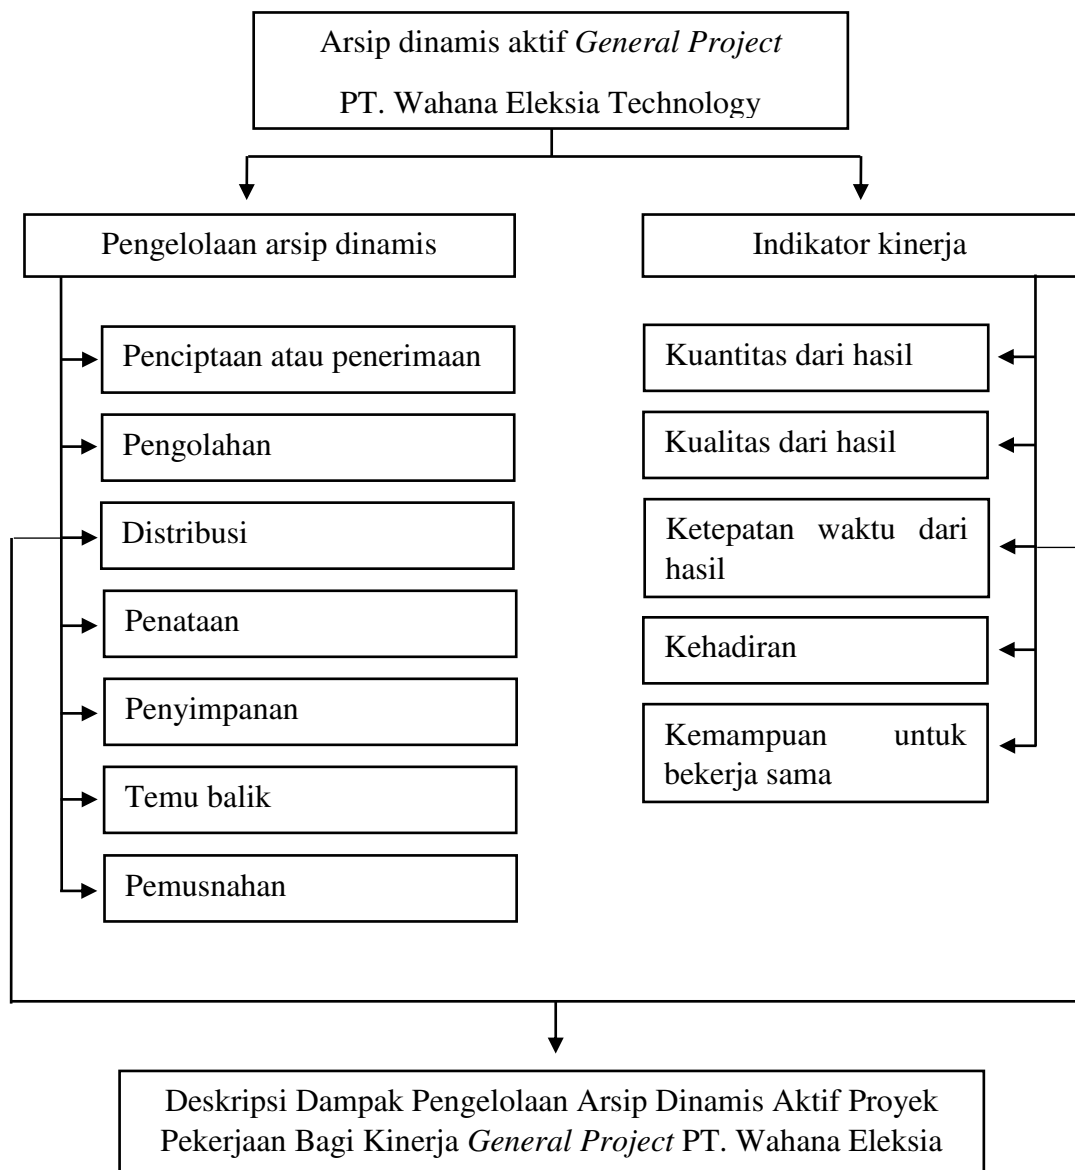 Arsip dinamis aktif General Project
PT. Wahana Eleksia Technology
Pengelolaan arsip dinamis
Penciptaan atau penerimaan
Pengolahan
Distribusi
Penataan
Penyimpanan
Temu balik
Pemusnahan
Indikator kinerja
Kuantitas dari hasil
Kualitas dari hasil
Ketepatan waktu dari
hasil
Kehadiran
Kemampuan untuk
bekerja sama
Deskripsi Dampak Pengelolaan Arsip Dinamis Aktif Proyek
Pekerjaan Bagi Kinerja General Project PT. Wahana Eleksia